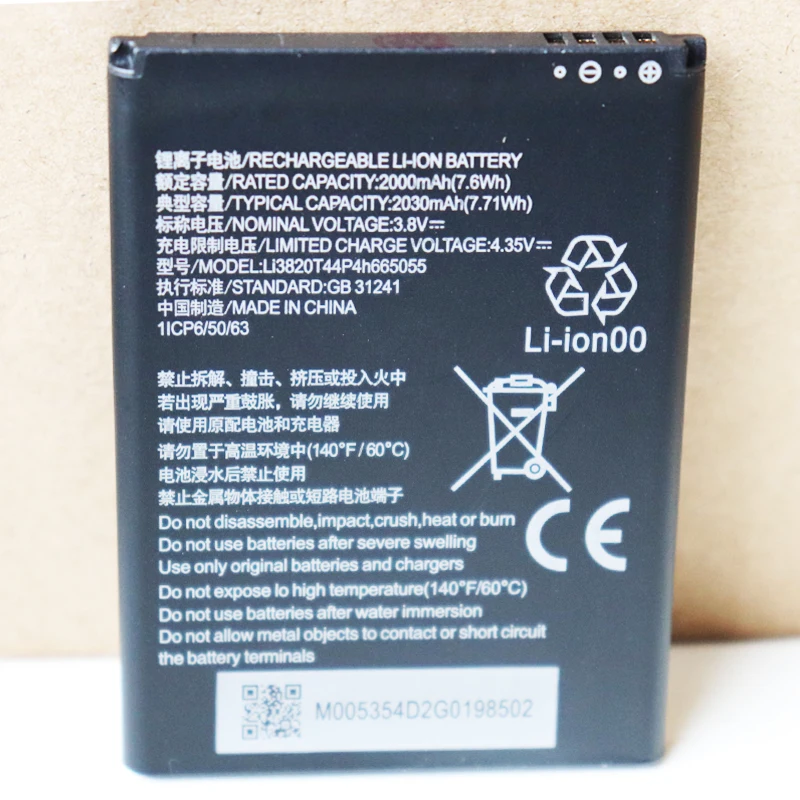 锂离子电池/RECHARGEABLE LI-ION BATTERY
额定容量/RATED CAPACITY:2000mAh(7.6Wh)
典型容量/TYPICAL CAPACITY:2030mAh(7.71Wh)
标称电压/NOMINAL VOLTAGE:3.8V⎓
充电限制电压/LIMITED CHARGE VOLTAGE:4.35V⎓
型号/MODEL:Li3820T44P4h665055
执行标准/STANDARD:GB 31241
中国制造/MADE IN CHINA
1ICP6/50/63
Li-ion00
禁止拆解、撞击、挤压或投入火中
若出现严重鼓胀，请勿继续使用
请使用原配电池和充电器
请勿置于高温环境中(140°F/60°C)
电池浸水后禁止使用
禁止金属物体接触或短路电池端子
Do not disassemble,impact,crush,heat or burn
Do not use batteries after severe swelling
Use only original batteries and chargers
Do not expose lo high temperature(140°F/60°C)
Do not use batteries after water immersion
Do not allow metal objects to contact or short circuit
the battery terminals
CE
M005354D2G0198502